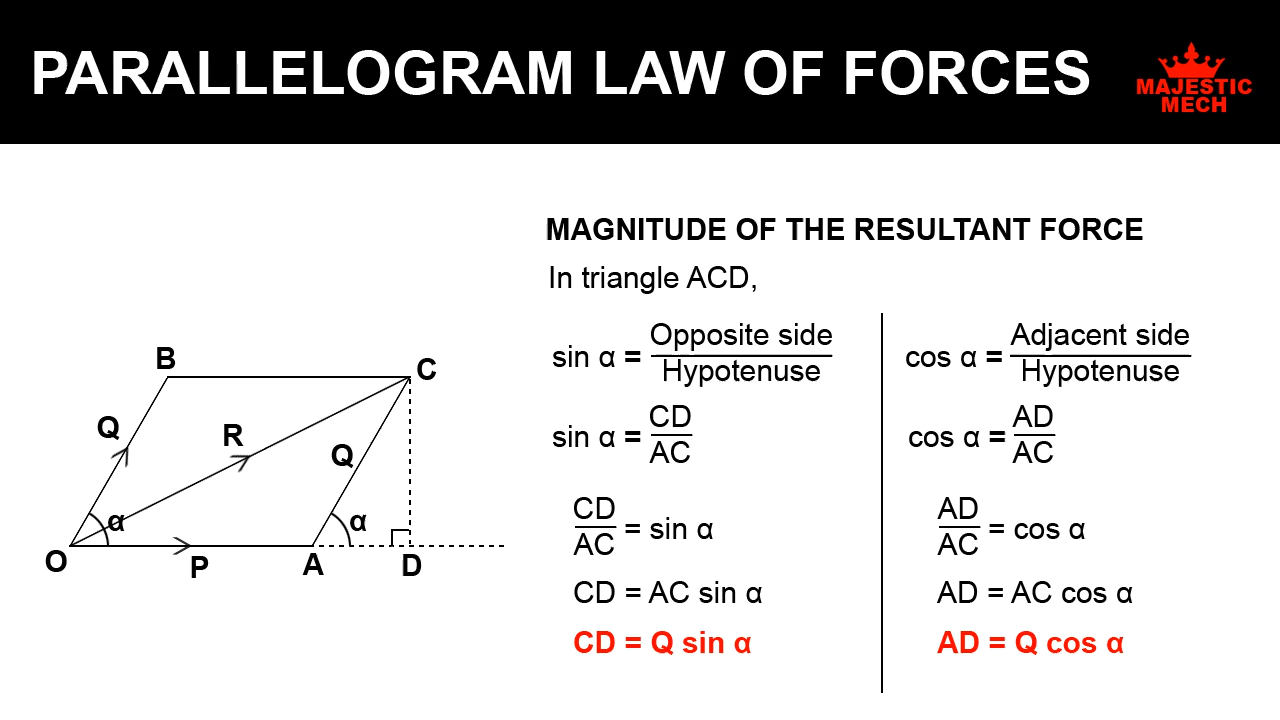 PARALLELOGRAM LAW OF FORCES
MAJESTIC
MECH
MAGNITUDE OF THE RESULTANT FORCE
In triangle ACD,
sin α = Opposite side / Hypotenuse
sin α = CD / AC
CD / AC = sin α
CD = AC sin α
CD = Q sin α
cos α = Adjacent side / Hypotenuse
cos α = AD / AC
AD / AC = cos α
AD = AC cos α
AD = Q cos α
B
C
Q
R
Q
α
α
O
P
A
D